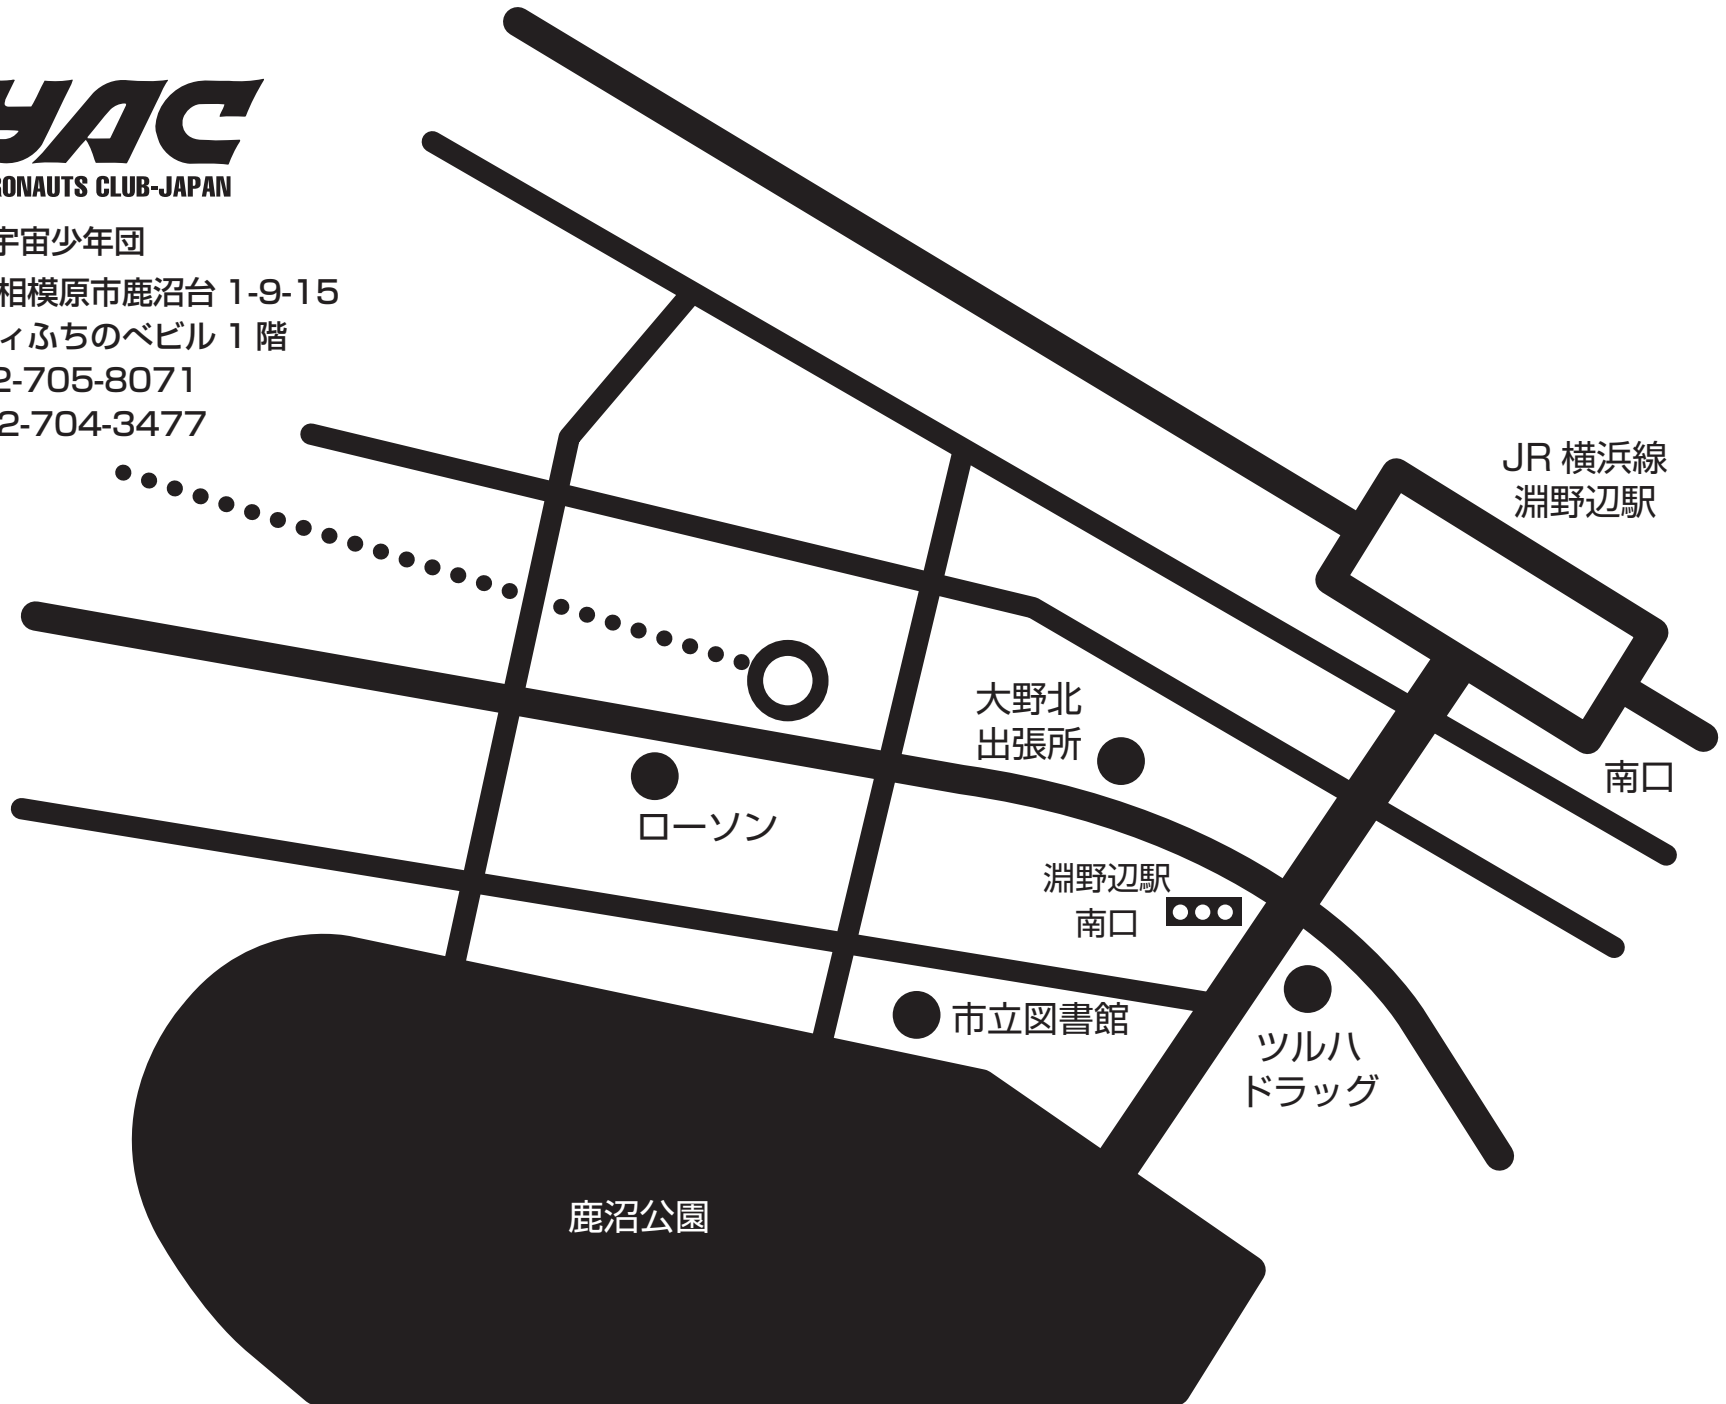 YAC
RONAUTS CLUB-JAPAN
宇宙少年団
相模原市鹿沼台 1-9-15
ィふちのべビル 1 階
2-705-8071
2-704-3477
JR 横浜線
淵野辺駅
南口
大野北
出張所
ローソン
淵野辺駅
南口
市立図書館
ツルハ
ドラッグ
鹿沼公園